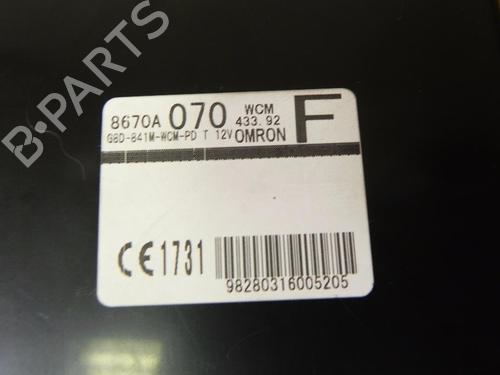 8670A 070 WCM 433.92 F
G8D-841M-WCM-PD T 12V OMRON
CE1731
98280316005205
B-PARTS